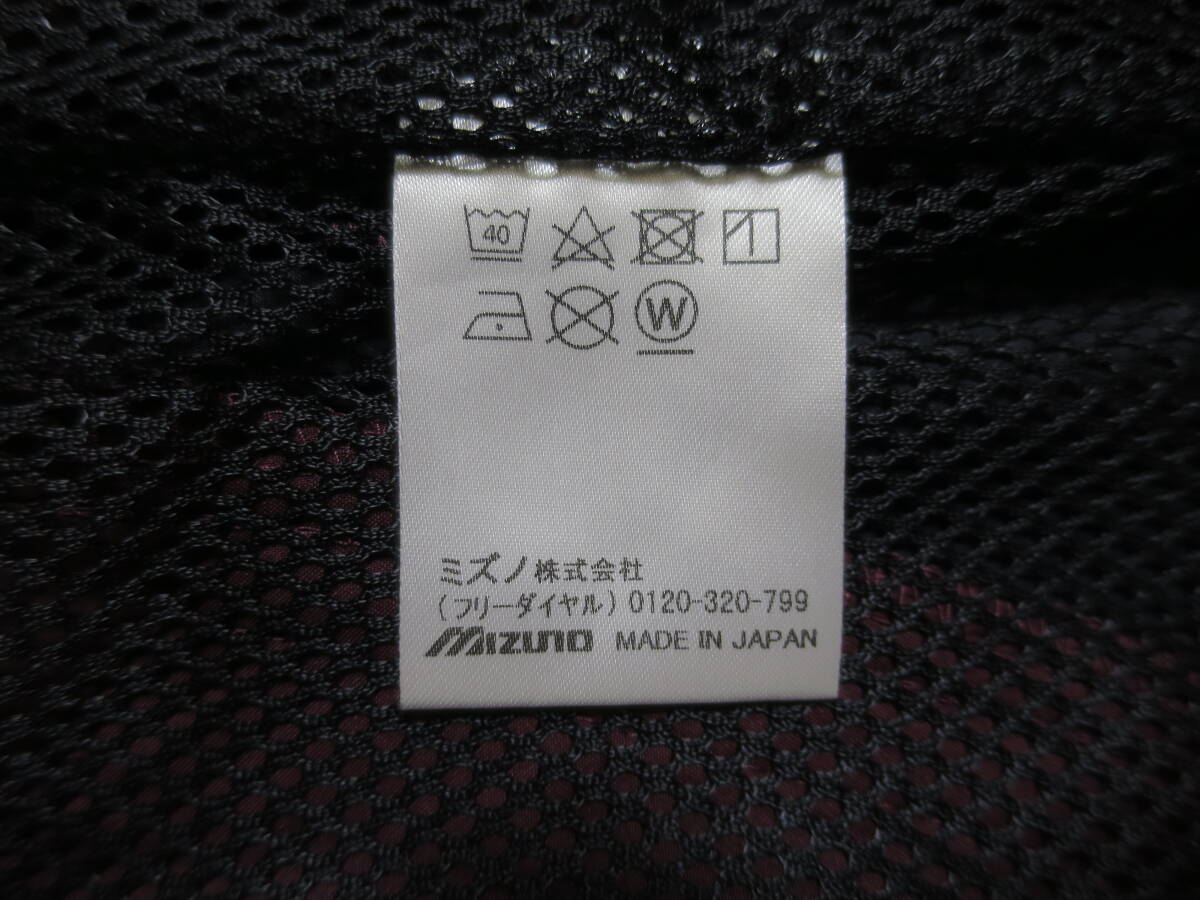 40
W
ミズノ株式会社
(フリーダイヤル) 0120-320-799
MIZUNO MADE IN JAPAN